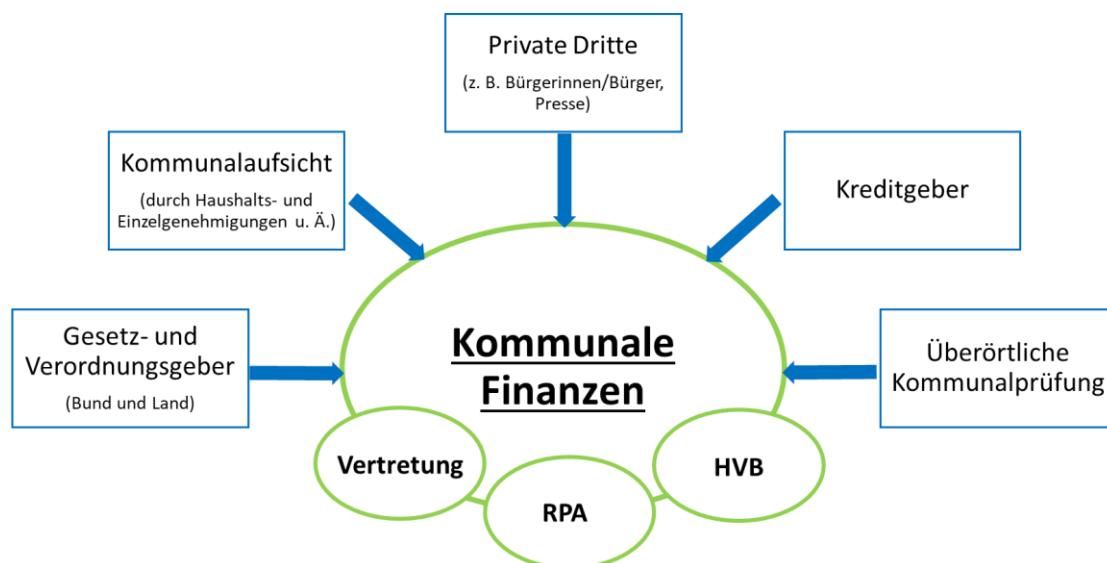 Private Dritte
(z. B. Bürgerinnen/Bürger,
Presse)
Kommunalaufsicht
(durch Haushalts- und
Einzelgenehmigungen u. Ä.)
Kreditgeber
Gesetz- und
Verordnungsgeber
(Bund und Land)
Kommunale
Finanzen
Überörtliche
Kommunalprüfung
Vertretung
RPA
HVB